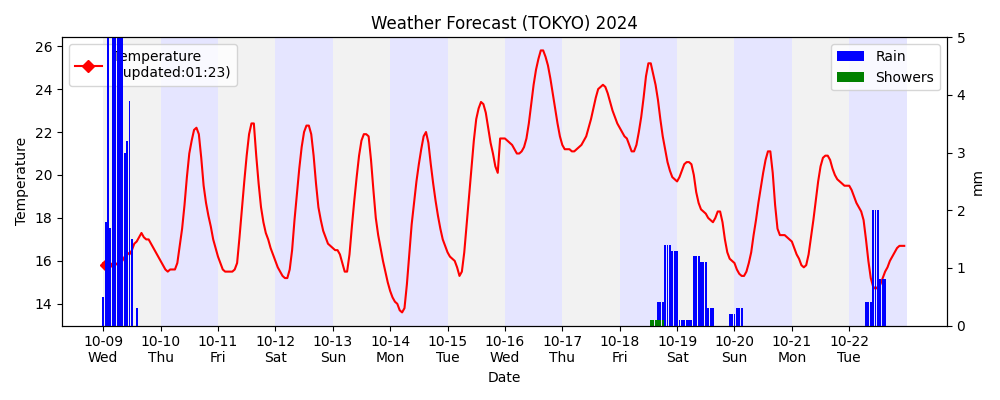 Weather Forecast (TOKYO) 2024
Temperature
(updated:01:23)
Rain
Showers
26
24
22
20
18
16
14
Temperature
5
4
3
2
1
0
mm
10-09 10-10 10-11 10-12 10-13 10-14 10-15 10-16 10-17 10-18 10-19 10-20 10-21 10-22
Wed Thu Fri Sat Sun Mon Tue Wed Thu Fri Sat Sun Mon Tue
Date